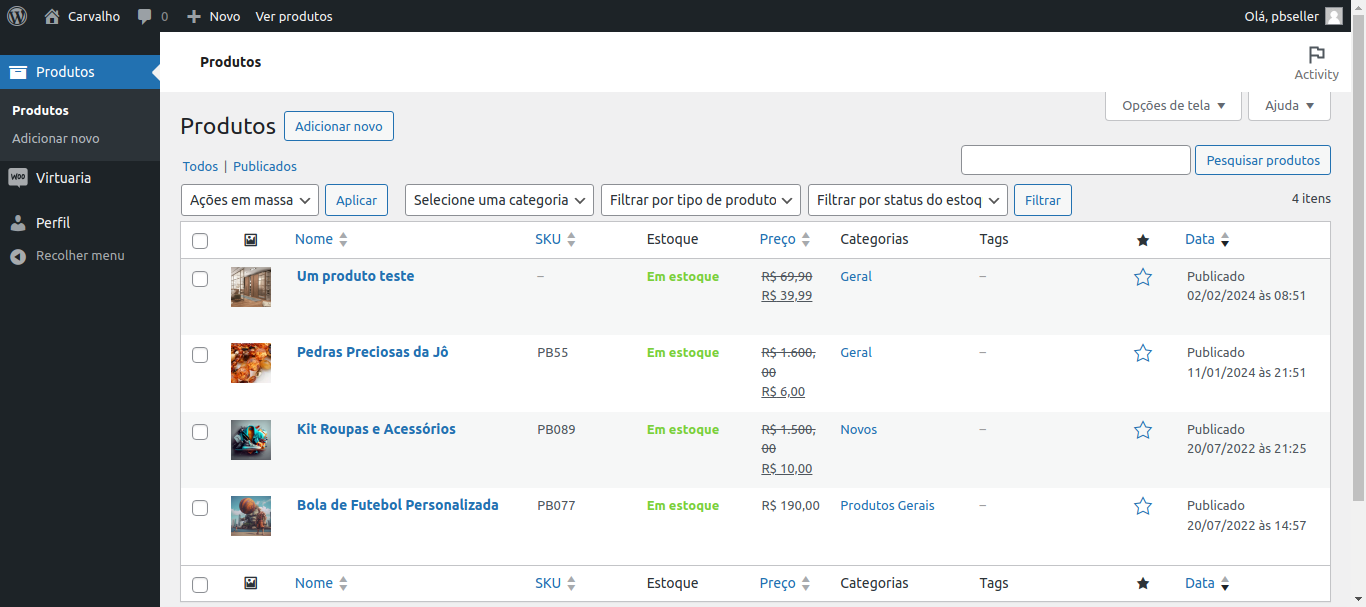 Carvalho 0 Novo Ver produtos Olá, pbseller
Produtos
Produtos
Adicionar novo
Virtuaria
Perfil
Recolher menu
Produtos
Activity
Opções de tela Ajuda
Produtos Adicionar novo
Todos | Publicados
Pesquisar produtos
Ações em massa Aplicar Selecione uma categoria Filtrar por tipo de produto Filtrar por status do estoq Filtrar 4 itens
Nome SKU Estoque Preço Categorias Tags Data
Um produto teste – Em estoque R$ 69,90 Geral – Publicado
R$ 39,99 02/02/2024 às 08:51
Pedras Preciosas da Jô PB55 Em estoque R$ 1.600, Geral – Publicado
00 11/01/2024 às 21:51
R$ 6,00
Kit Roupas e Acessórios PB089 Em estoque R$ 1.500, Novos – Publicado
00 20/07/2022 às 21:25
R$ 10,00
Bola de Futebol Personalizada PB077 Em estoque R$ 190,00 Produtos Gerais – Publicado
20/07/2022 às 14:57
Nome SKU Estoque Preço Categorias Tags Data